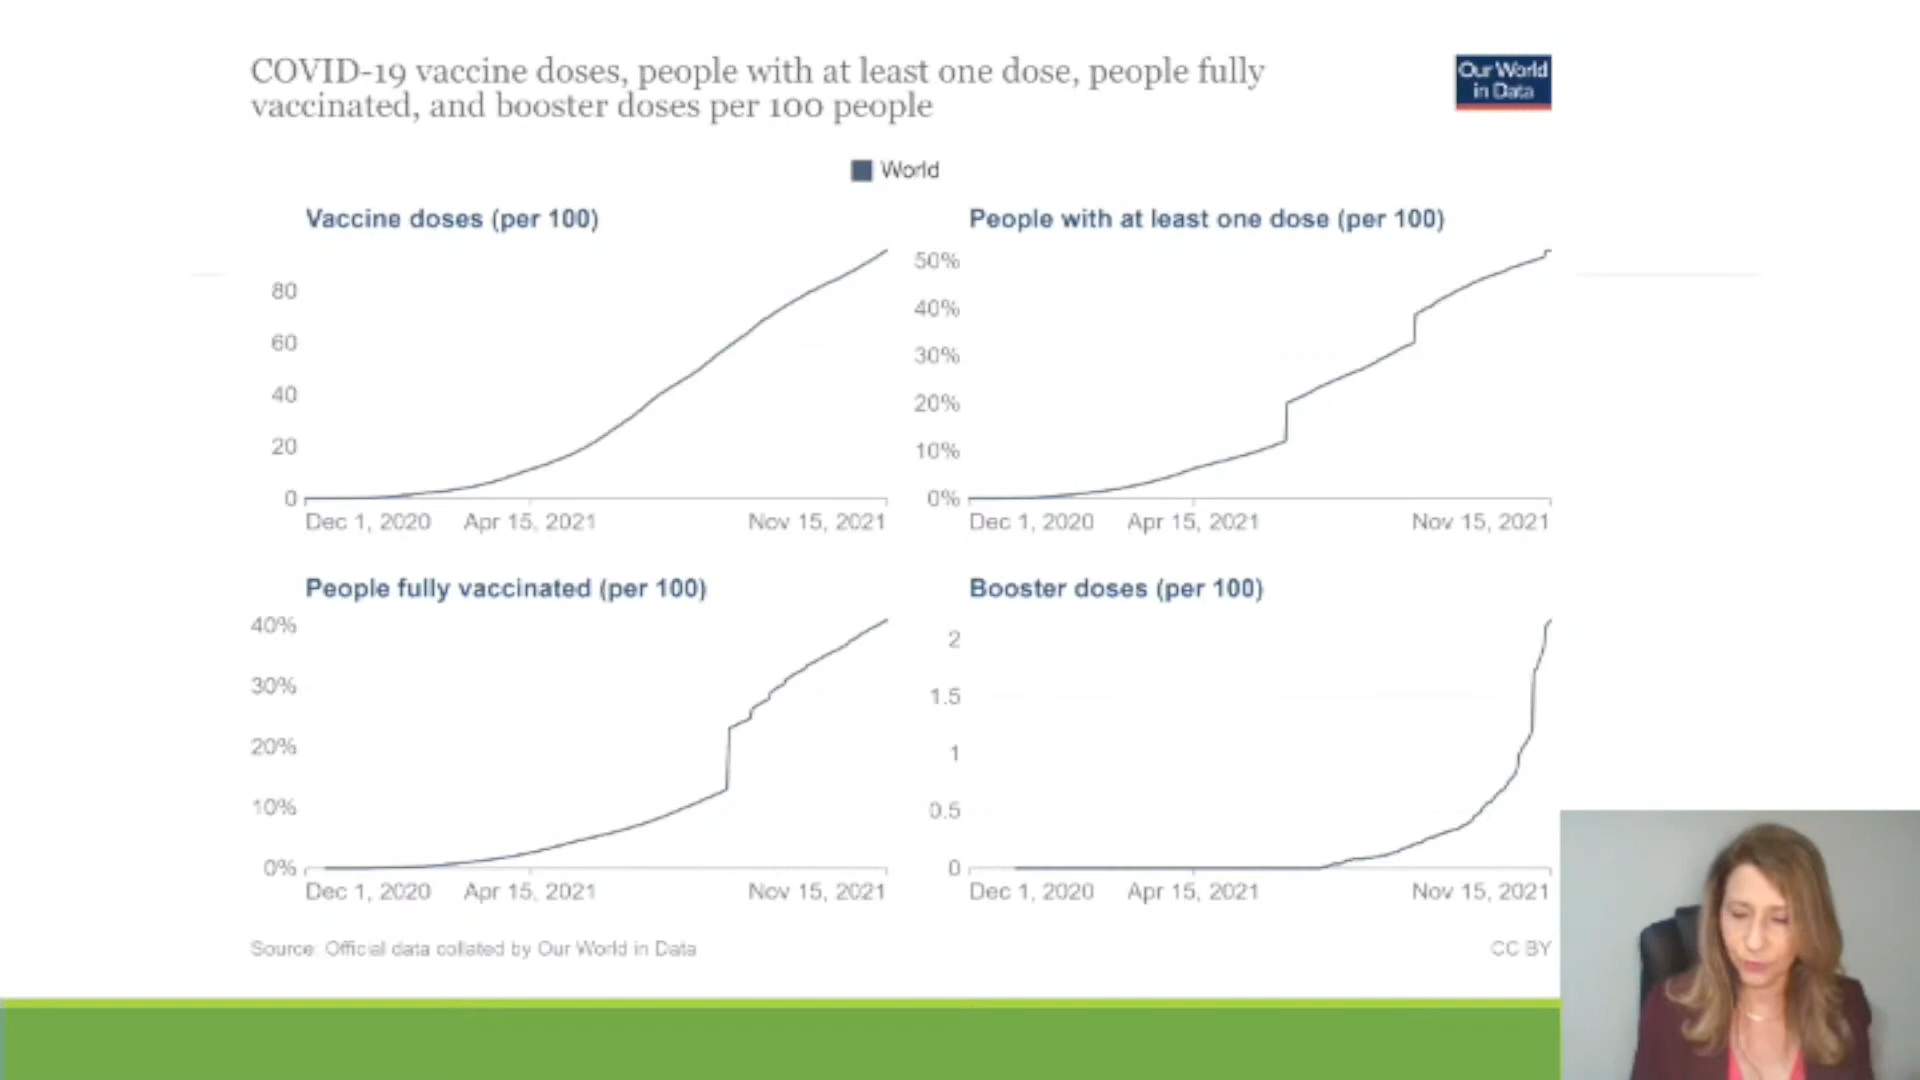 COVID-19 vaccine doses, people with at least one dose, people fully
vaccinated, and booster doses per 100 people
Our World
in Data
World
Vaccine doses (per 100)
80
60
40
20
0
Dec 1, 2020 Apr 15, 2021 Nov 15, 2021
People with at least one dose (per 100)
50%
40%
30%
20%
10%
0%
Dec 1, 2020 Apr 15, 2021 Nov 15, 2021
People fully vaccinated (per 100)
40%
30%
20%
10%
0%
Dec 1, 2020 Apr 15, 2021 Nov 15, 2021
Booster doses (per 100)
2
1.5
1
0.5
0
Dec 1, 2020 Apr 15, 2021 Nov 15, 2021
Source: Official data collated by Our World in Data
CC BY